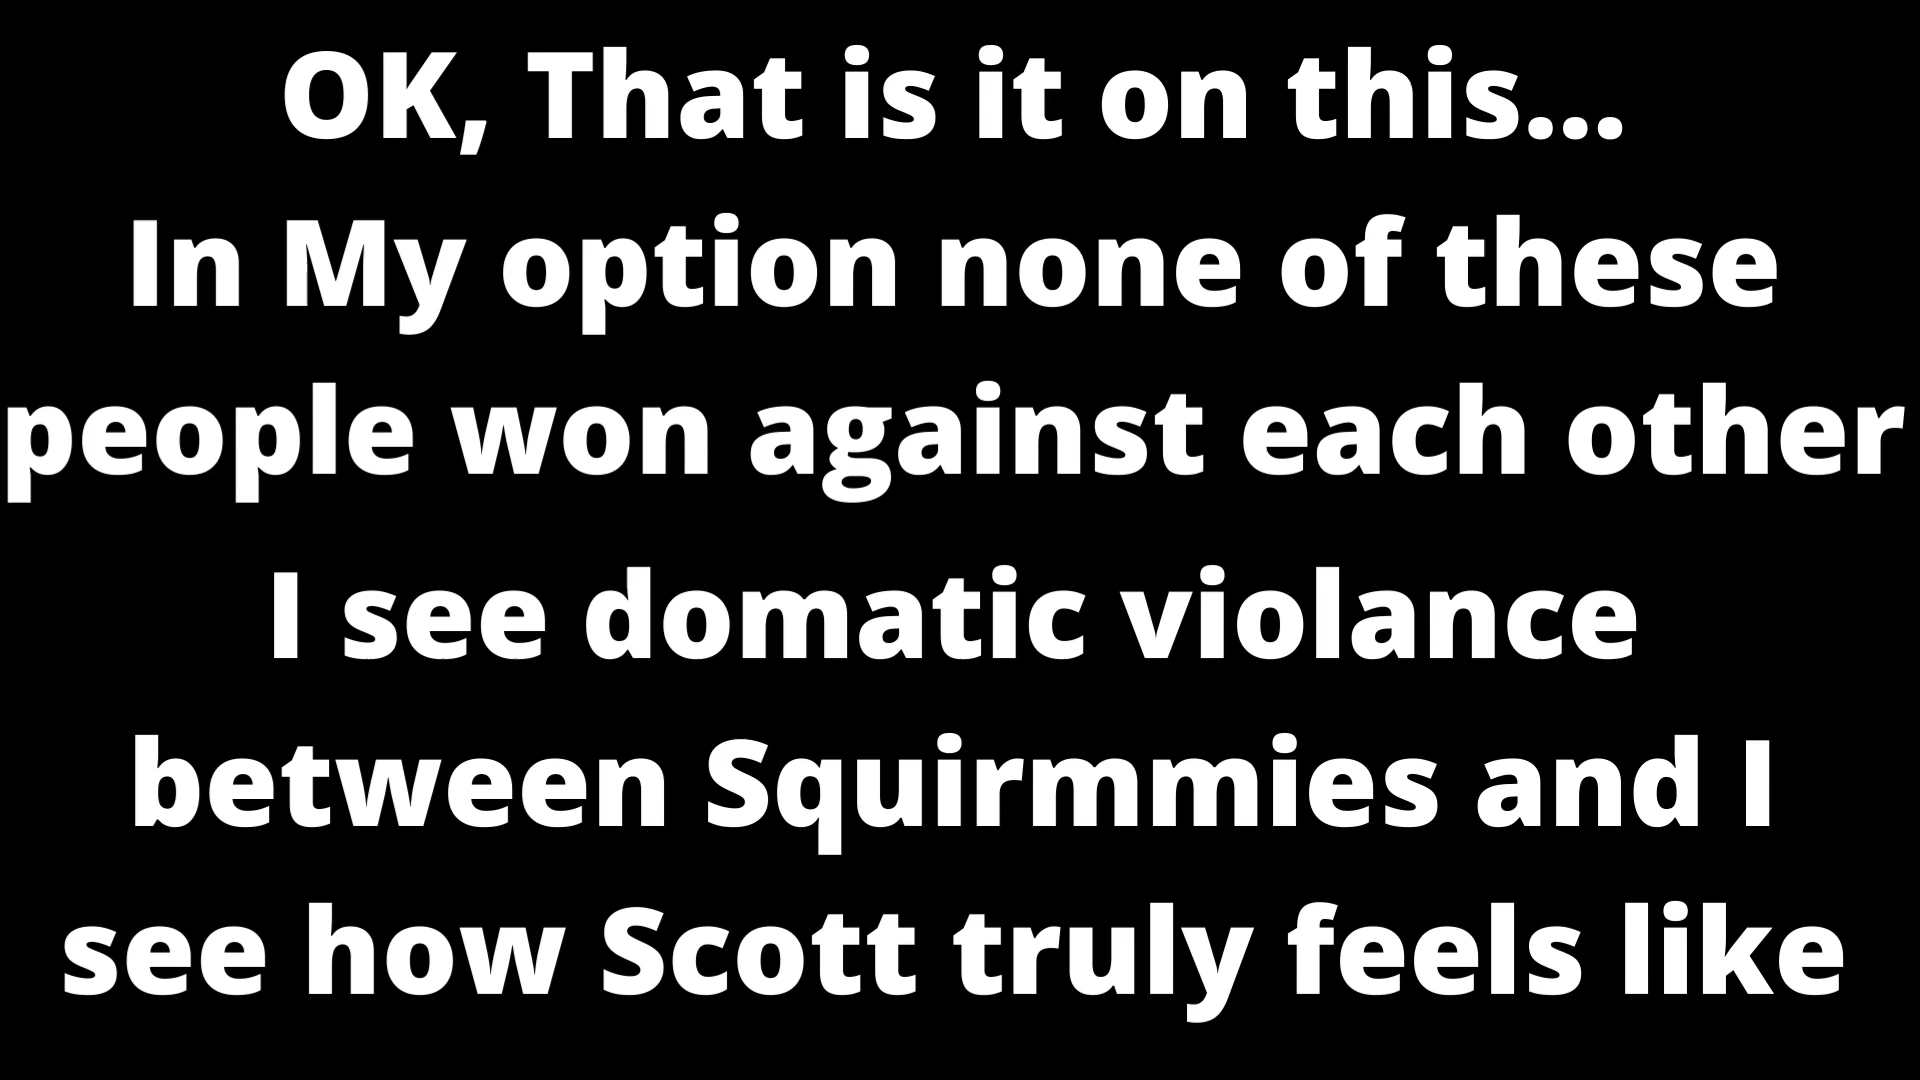 OK, That is it on this...
In My option none of these
people won against each other
I see domatic violance
between Squirmmies and I
see how Scott truly feels like